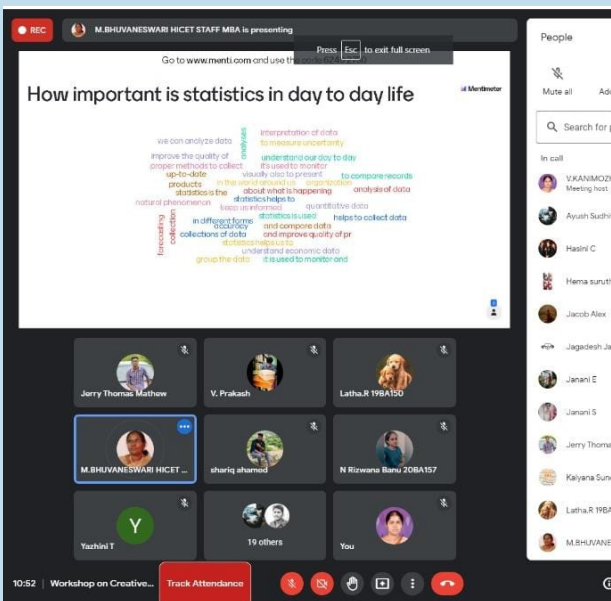 REC
M.BHUVANESWARI HICET STAFF MBA is presenting
Press Esc to exit full screen
Go to www.menti.com and use the code
Mentimeter
How important is statistics in day to day life
interpretation of data
we can analyze data
analyses
to measure uncertainty
improve the quality of
understand our day to day
proper methods to collect
it's used to monitor
up-to-date
visually also to present
to compare records
products
in the world around us
organization
statistics is the
about what is happening
analysis of data
natural phenomenon
statistics helps to
keep us informed
quantitative data
forecasting
collection
in different forms
statistics is used
helps to collect data
accuracy
and compare data
collections of data
and improve quality of pr
statistics helps us to
understand economic data
group the data
it is used to monitor and
Jerry Thomas Mathew
V. Prakash
Latha.R 19BA150
M.BHUVANESWARI HICET ...
shariq ahamed
N Rizwana Banu 20BA157
Y
Yazhini T
19 others
You
10:52 | Workshop on Creative...
Track Attendance
People
Mute all
Search for
In call
V.KANIMOZH
Meeting host
Ayush Sudhi
Hasini C
Hema suruth
Jacob Alex
Jagadesh Ja
Janani E
Janani S
Jerry Thoma
Kalyana Sun
Latha.R 19BA
M.BHUVANE